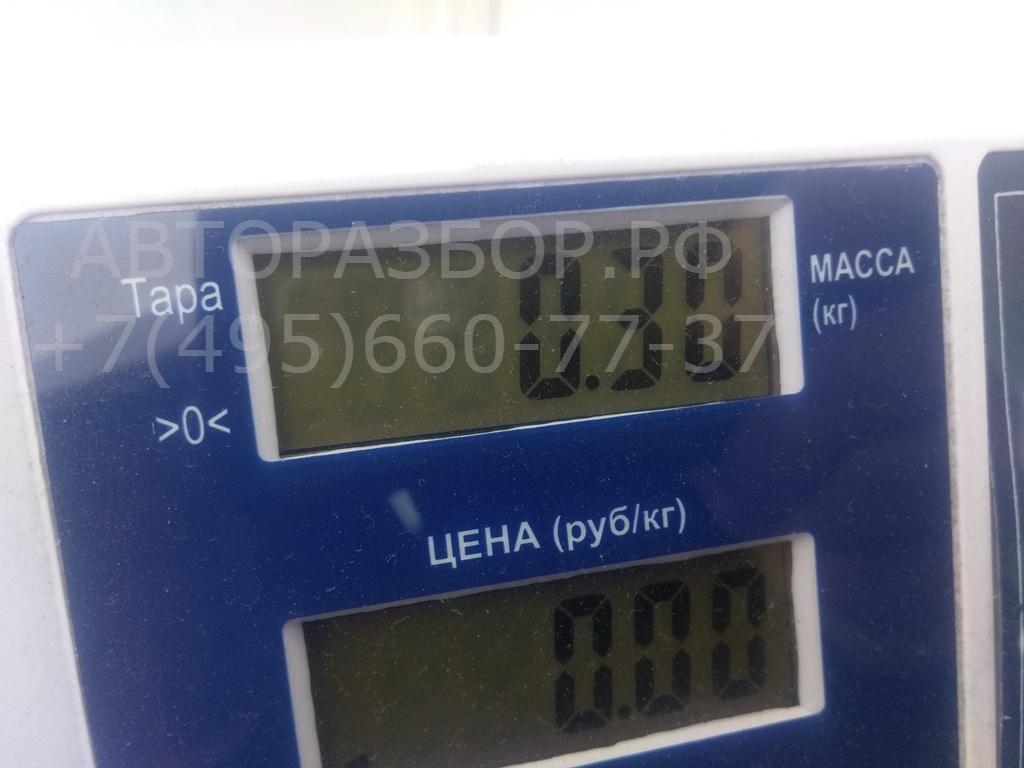 АВТОРАЗБОР.РФ
Тара
0.30
МАССА
(кг)
+7(495)660-77-37
>0<
ЦЕНА (руб/кг)
0.00